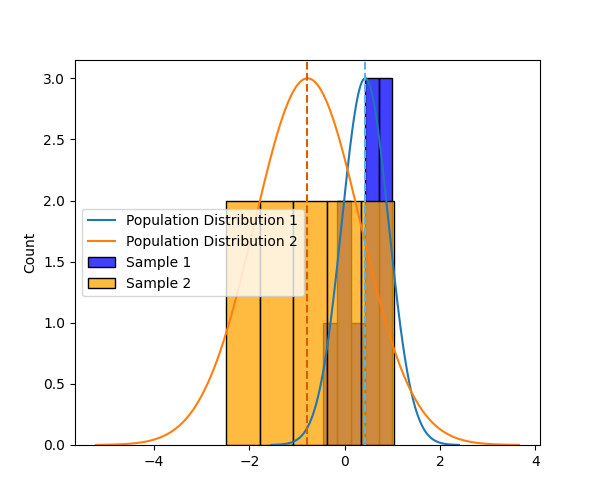 3.0
2.5
2.0
1.5
1.0
0.5
0.0
Count
Population Distribution 1
Population Distribution 2
Sample 1
Sample 2
−4 −2 0 2 4